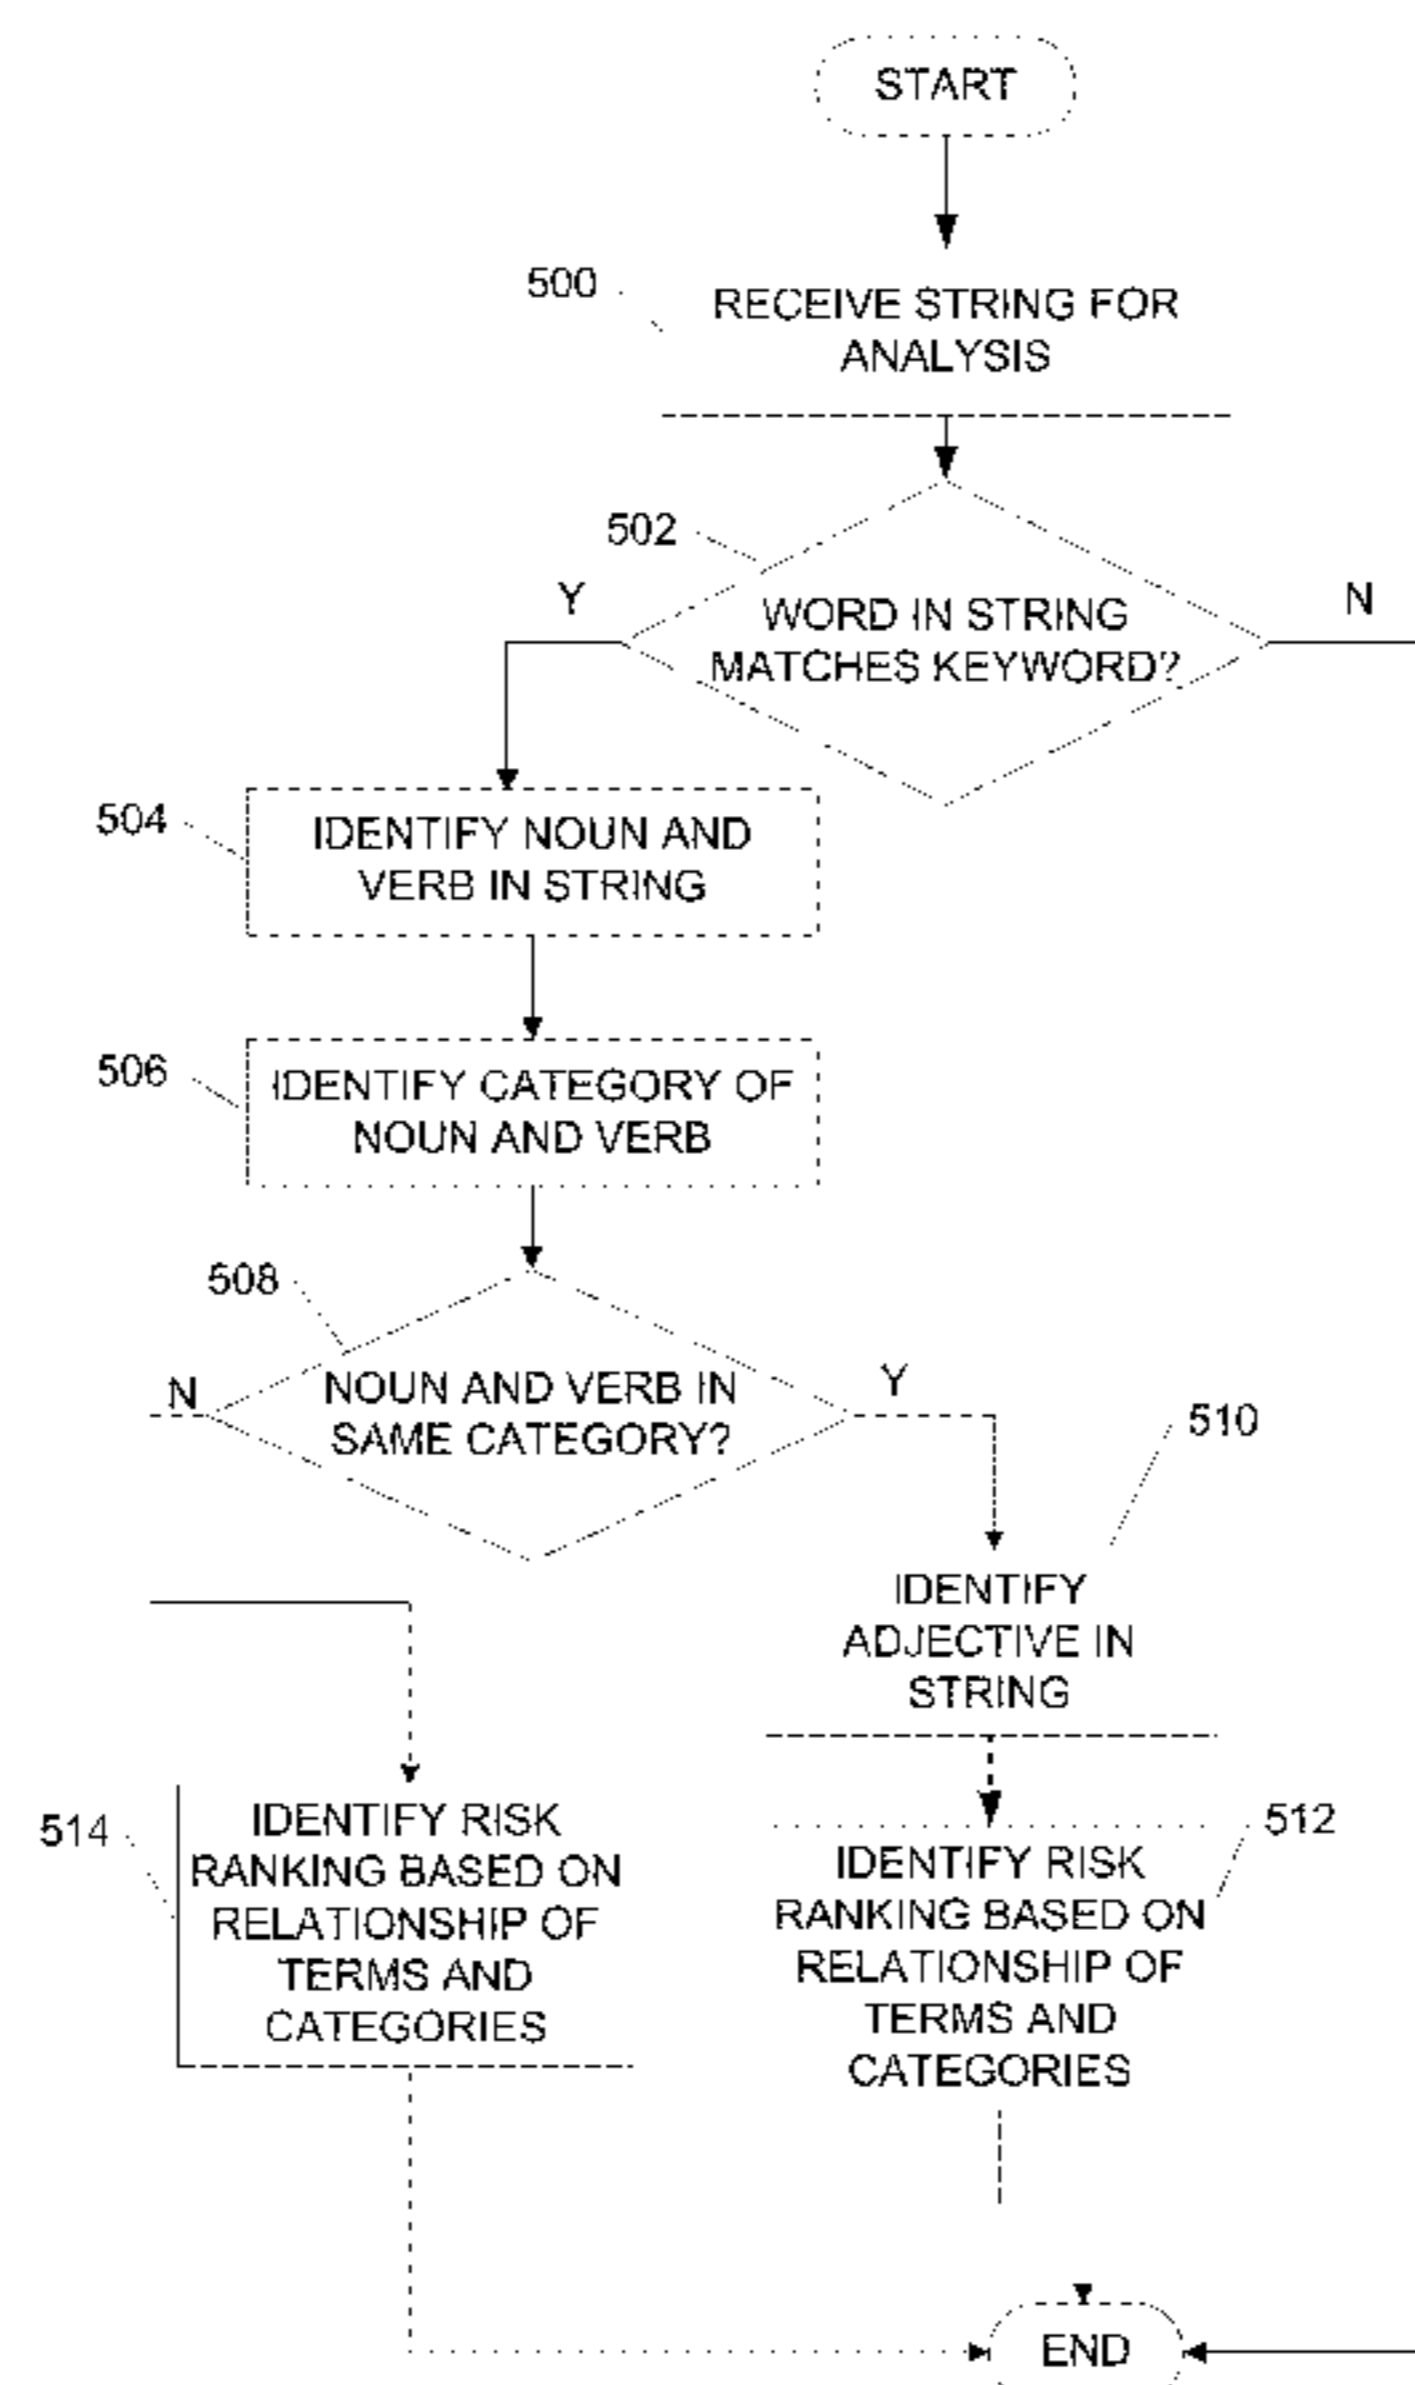 START
500
RECEIVE STRING FOR
ANALYSIS
502
Y
N
WORD IN STRING
MATCHES KEYWORD?
504
IDENTIFY NOUN AND
VERB IN STRING
506
IDENTIFY CATEGORY OF
NOUN AND VERB
508
N
Y
NOUN AND VERB IN
SAME CATEGORY?
510
IDENTIFY
ADJECTIVE IN
STRING
514
IDENTIFY RISK
RANKING BASED ON
RELATIONSHIP OF
TERMS AND
CATEGORIES
512
IDENTIFY RISK
RANKING BASED ON
RELATIONSHIP OF
TERMS AND
CATEGORIES
END